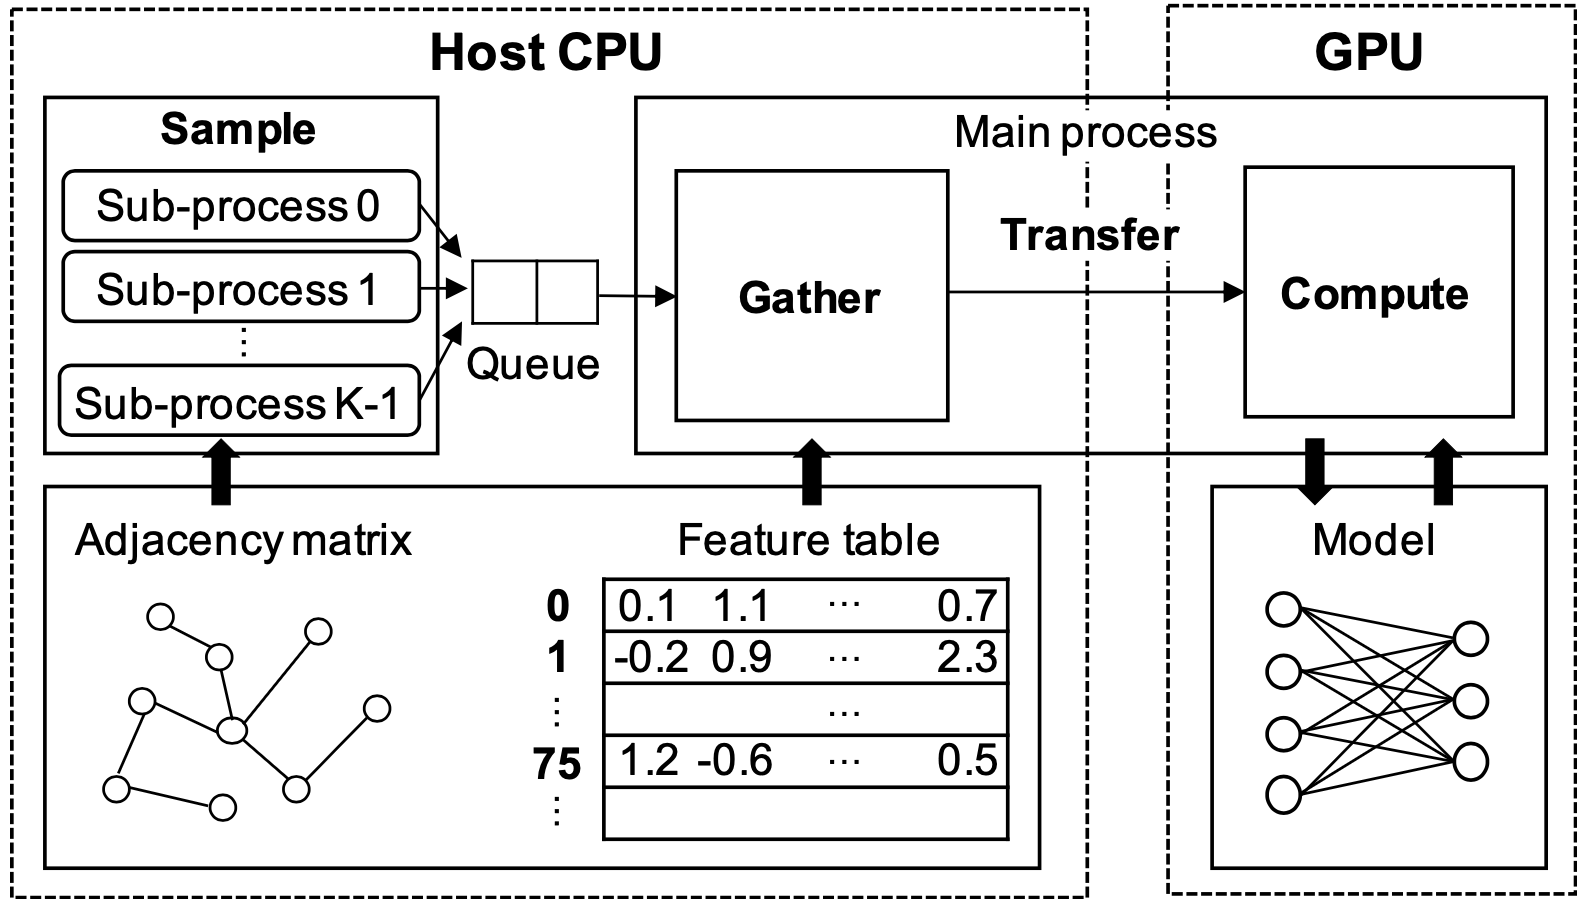 Host CPU
GPU
Sample
Sub-process 0
Sub-process 1
⋮
Sub-process K-1
Queue
Main process
Gather
Transfer
Compute
Adjacency matrix
Feature table
0 0.1 1.1 ... 0.7
1 -0.2 0.9 ... 2.3
⋮ ...
75 1.2 -0.6 ... 0.5
⋮
Model